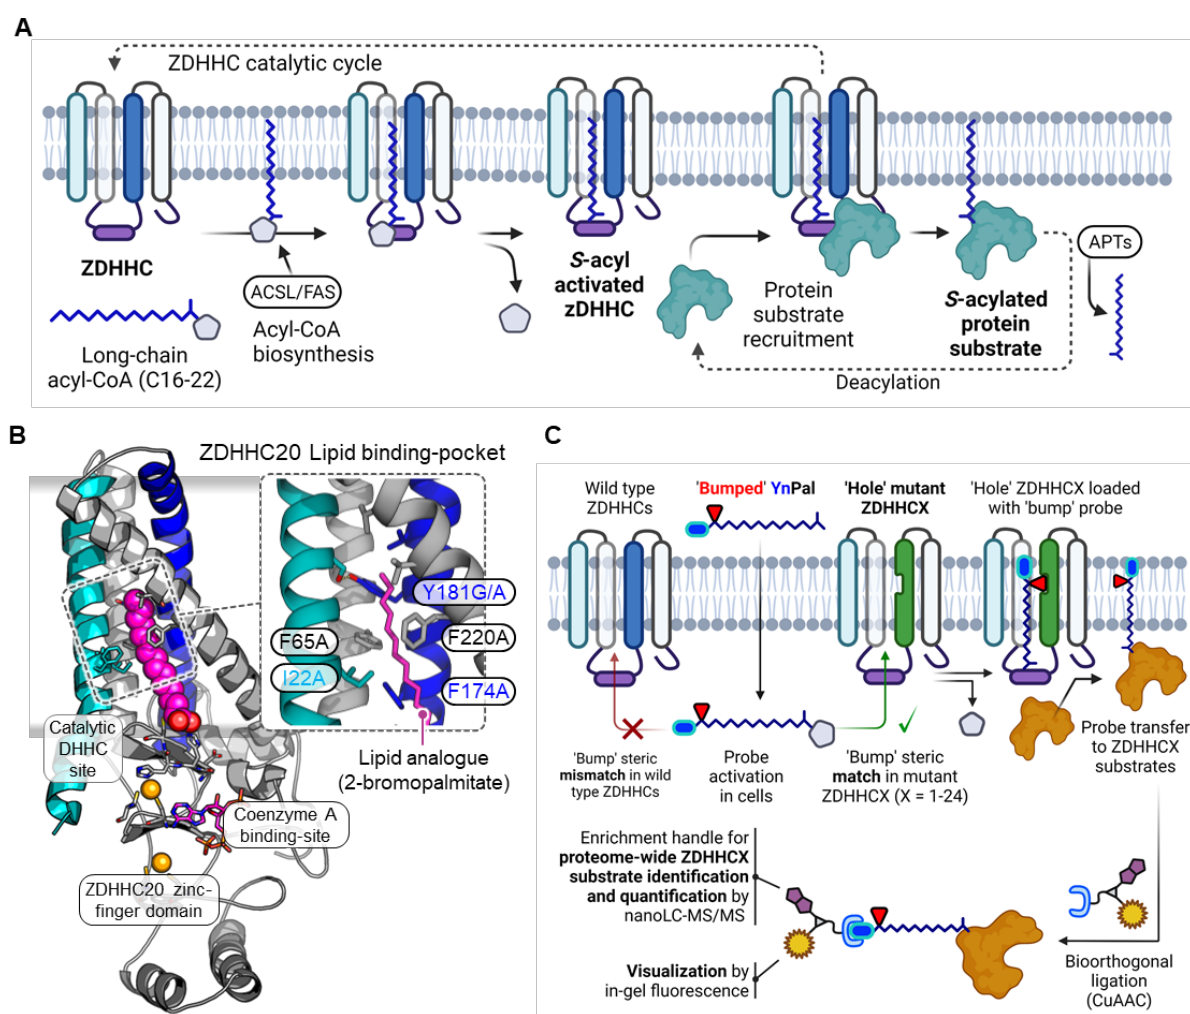 A
ZDHHC catalytic cycle
ZDHHC
ACSL/FAS
Acyl-CoA
biosynthesis
Long-chain
acyl-CoA (C16-22)
S-acyl
activated
zDHHC
Protein
substrate
recruitment
S-acylated
protein
substrate
APTs
Deacylation
B
ZDHHC20 Lipid binding-pocket
Y181G/A
F65A
F220A
I22A
F174A
Lipid analogue
(2-bromopalmitate)
Catalytic
DHHC
site
Coenzyme A
binding-site
ZDHHC20 zinc-
finger domain
C
Wild type
ZDHHCs
'Bumped' YnPal
'Hole' mutant
ZDHHCX
'Hole' ZDHHCX loaded
with 'bump' probe
'Bump' steric
mismatch in wild
type ZDHHCs
Probe
activation
in cells
'Bump' steric
match in mutant
ZDHHCX (X = 1-24)
Probe transfer
to ZDHHCX
substrates
Enrichment handle for
proteome-wide ZDHHCX
substrate identification
and quantification by
nanoLC-MS/MS
Visualization by
in-gel fluorescence
Bioorthogonal
ligation
(CuAAC)